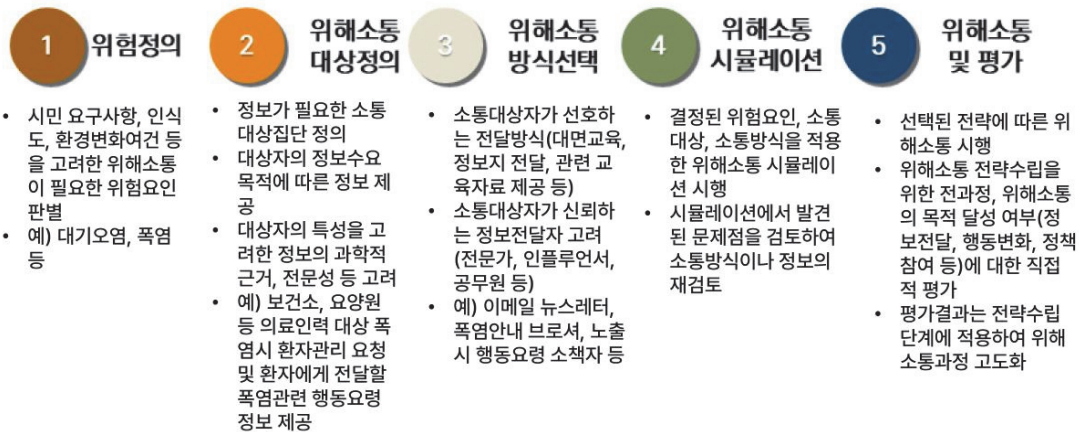 1
위험정의
• 시민 요구사항, 인식
도, 환경변화여건 등
을 고려한 위해소통
이 필요한 위험요인
판별
• 예) 대기오염, 폭염
등
2
위해소통
대상정의
• 정보가 필요한 소통
대상집단 정의
• 대상자의 정보수요
목적에 따른 정보 제
공
• 대상자의 특성을 고
려한 정보의 과학적
근거, 전문성 등 고려
• 예) 보건소, 요양원
등 의료인력 대상 폭
염시 환자관리 요청
및 환자에게 전달할
폭염관련 행동요령
정보 제공
3
위해소통
방식선택
• 소통대상자가 선호하
는 전달방식(대면교육,
정보지 전달, 관련 교
육자료 제공 등)
• 소통대상자가 신뢰하
는 정보전달자 고려
(전문가, 인플루언서,
공무원 등)
• 예) 이메일 뉴스레터,
폭염안내 브로셔, 노출
시 행동요령 소책자 등
4
위해소통
시뮬레이션
• 결정된 위험요인, 소통
대상, 소통방식을 적용
한 위해소통 시뮬레이
션 시행
• 시뮬레이션에서 발견
된 문제점을 검토하여
소통방식이나 정보의
재검토
5
위해소통
및 평가
• 선택된 전략에 따른 위
해소통 시행
• 위해소통 전략수립을
위한 전과정, 위해소통
의 목적 달성 여부(정
보전달, 행동변화, 정책
참여 등)에 대한 직접
적 평가
• 평가결과는 전략수립
단계에 적용하여 위해
소통과정 고도화